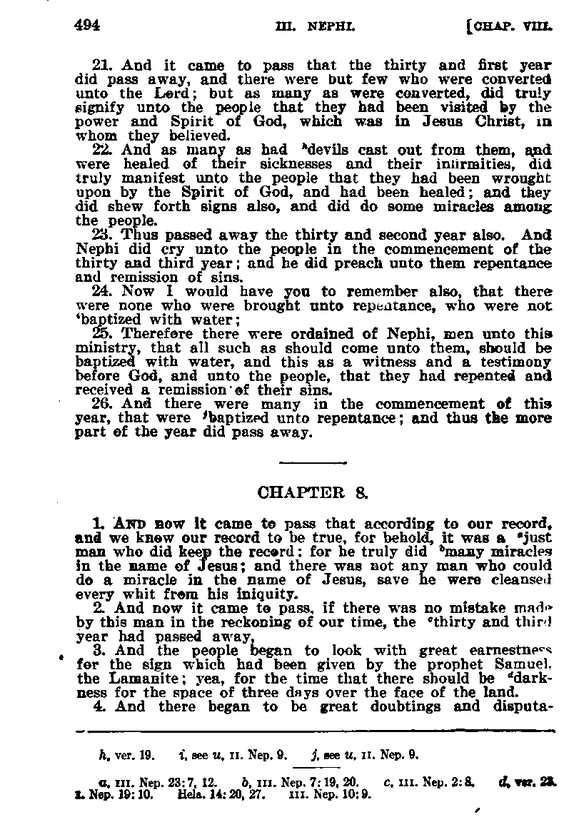 494 III. NEPHI. [CHAP. VIII.
21. And it came to pass that the thirty and first year
did pass away, and there were but few who were converted
unto the Lord; but as many as were converted, did truly
signify unto the people that they had been visited by the
power and Spirit of God, which was in Jesus Christ, in
whom they believed.
22. And as many as had ʰdevils cast out from them, and
were healed of their sicknesses and their infirmities, did
truly manifest unto the people that they had been wrought
upon by the Spirit of God, and had been healed; and they
did shew forth signs also, and did do some miracles among
the people.
23. Thus passed away the thirty and second year also. And
Nephi did cry unto the people in the commencement of the
thirty and third year; and he did preach unto them repentance
and remission of sins.
24. Now I would have you to remember also, that there
were none who were brought unto repentance, who were not
ⁱbaptized with water;
25. Therefore there were ordained of Nephi, men unto this
ministry, that all such as should come unto them, should be
baptized with water, and this as a witness and a testimony
before God, and unto the people, that they had repented and
received a remission of their sins.
26. And there were many in the commencement of this
year, that were ʲbaptized unto repentance; and thus the more
part of the year did pass away.
CHAPTER 8.
1. AND now it came to pass that according to our record,
and we know our record to be true, for behold, it was a ᵃjust
man who did keep the record: for he truly did ᵇmany miracles
in the name of Jesus; and there was not any man who could
do a miracle in the name of Jesus, save he were cleansed
every whit from his iniquity.
2. And now it came to pass, if there was no mistake made
by this man in the reckoning of our time, the ᶜthirty and third
year had passed away,
3. And the people began to look with great earnestness
for the sign which had been given by the prophet Samuel,
the Lamanite; yea, for the time that there should be ᵈdark-
ness for the space of three days over the face of the land.
4. And there began to be great doubtings and disputa-
h, ver. 19. i, see u, II. Nep. 9. j, see u, II. Nep. 9.
a, III. Nep. 23:7, 12. b, III. Nep. 7:19, 20. c, III. Nep. 2:8. d, ver. 23.
1. Nep. 19:10. Hela. 14:20, 27. III. Nep. 10:9.